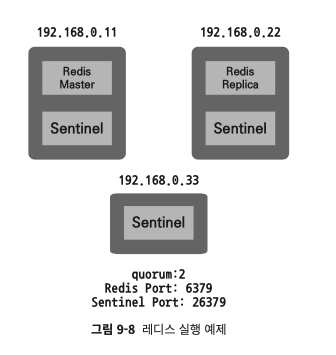 192.168.0.11
192.168.0.22
Redis
Master
Redis
Replica
Sentinel
Sentinel
192.168.0.33
Sentinel
quorum:2
Redis Port: 6379
Sentinel Port: 26379
그림 9-8 레디스 실행 예제